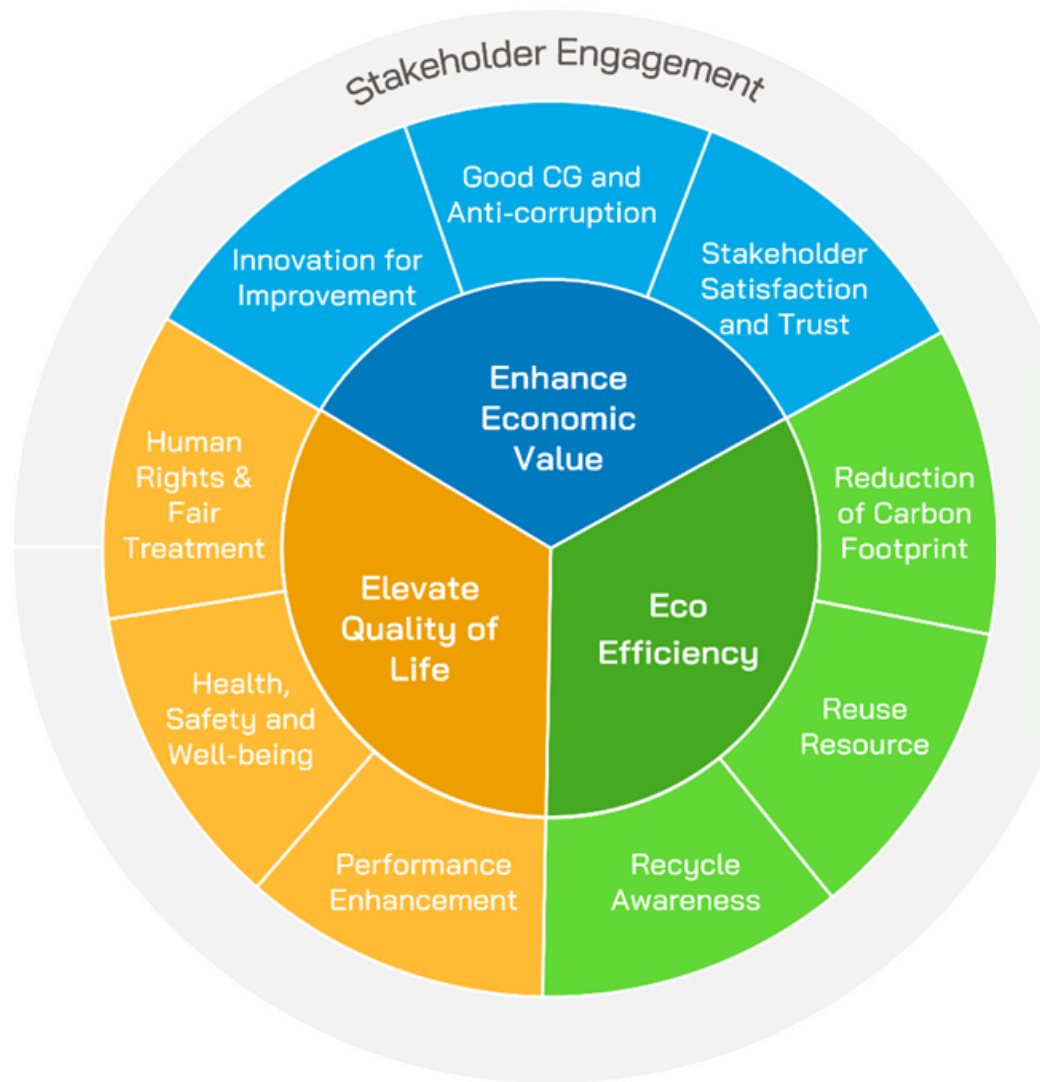 Stakeholder Engagement
Good CG and
Anti-corruption
Innovation for
Improvement
Stakeholder
Satisfaction
and Trust
Enhance
Economic
Value
Human
Rights &
Fair
Treatment
Reduction
of Carbon
Footprint
Elevate
Quality of
Life
Eco
Efficiency
Health,
Safety and
Well-being
Reuse
Resource
Performance
Enhancement
Recycle
Awareness